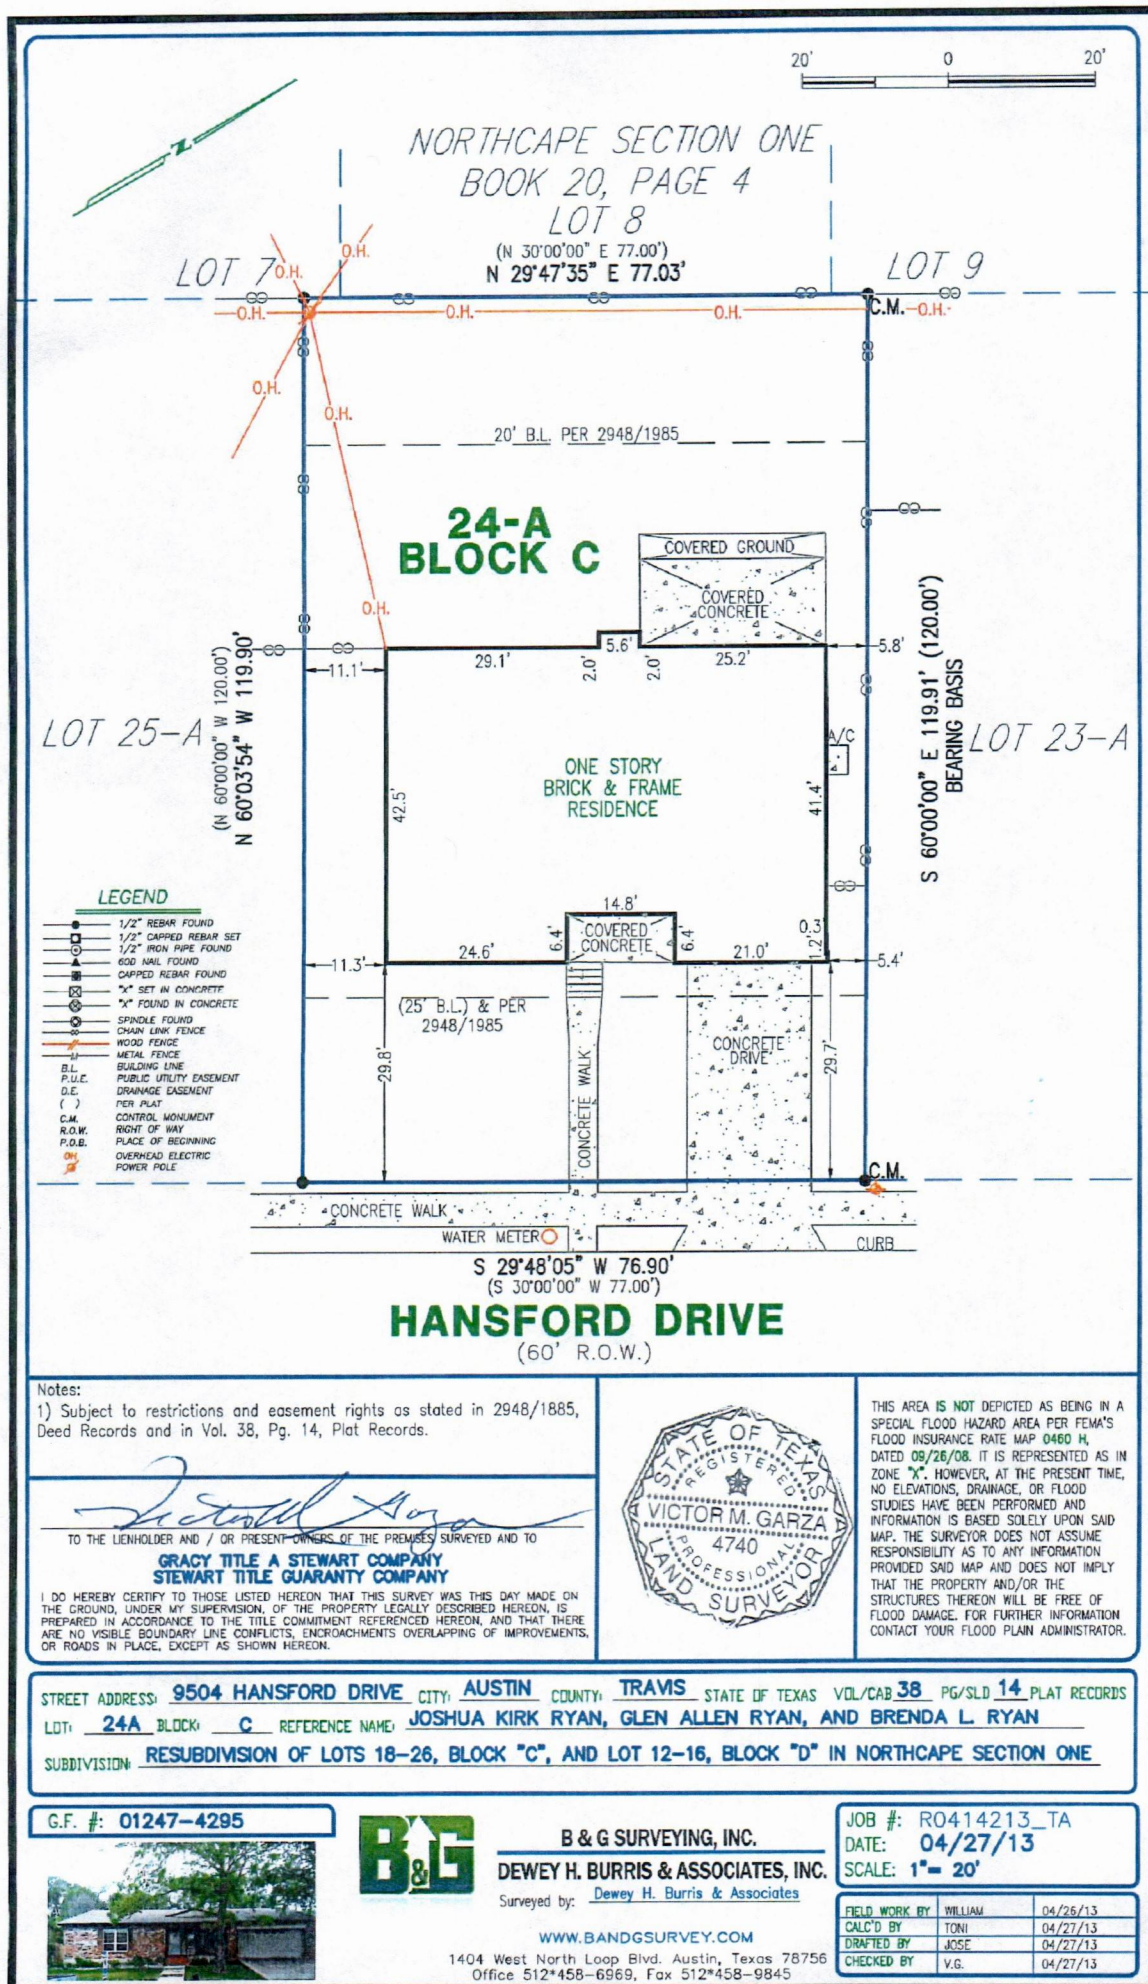 20' 0 20'
N
NORTHCAPE SECTION ONE
BOOK 20, PAGE 4
LOT 8
(N 30°00'00" E 77.00')
N 29°47'35" E 77.03'
LOT 7
LOT 9
O.H.
O.H.
O.H. O.H. O.H. C.M. O.H.
O.H.
O.H.
20' B.L. PER 2948/1985
24-A
BLOCK C
COVERED GROUND
COVERED
CONCRETE
O.H.
5.6'
29.1' 2.0' 2.0' 25.2' 5.8'
11.1'
LOT 25-A
(N 60°00'00" W 120.00')
N 60°03'54" W 119.90'
S 60°00'00" E 119.91' (120.00')
BEARING BASIS
LOT 23-A
A/C
ONE STORY
BRICK & FRAME
RESIDENCE
42.5'
41.4'
14.8'
COVERED
CONCRETE
6.4' 6.4'
0.3'
1.2'
11.3' 24.6' 21.0' 5.4'
(25' B.L.) & PER
2948/1985
29.8'
CONCRETE WALK
CONCRETE
DRIVE
29.7'
C.M.
LEGEND
1/2" REBAR FOUND
1/2" CAPPED REBAR SET
1/2" IRON PIPE FOUND
60D NAIL FOUND
CAPPED REBAR FOUND
"X" SET IN CONCRETE
"X" FOUND IN CONCRETE
SPINDLE FOUND
CHAIN LINK FENCE
WOOD FENCE
METAL FENCE
B.L. BUILDING LINE
P.U.E. PUBLIC UTILITY EASEMENT
D.E. DRAINAGE EASEMENT
( ) PER PLAT
C.M. CONTROL MONUMENT
R.O.W. RIGHT OF WAY
P.O.B. PLACE OF BEGINNING
OH OVERHEAD ELECTRIC
POWER POLE
CONCRETE WALK
WATER METER
CURB
S 29°48'05" W 76.90'
(S 30°00'00" W 77.00')
HANSFORD DRIVE
(60' R.O.W.)
Notes:
1) Subject to restrictions and easement rights as stated in 2948/1885,
Deed Records and in Vol. 38, Pg. 14, Plat Records.
TO THE LIENHOLDER AND / OR PRESENT OWNERS OF THE PREMISES SURVEYED AND TO
GRACY TITLE A STEWART COMPANY
STEWART TITLE GUARANTY COMPANY
I DO HEREBY CERTIFY TO THOSE LISTED HEREON THAT THIS SURVEY WAS THIS DAY MADE ON
THE GROUND, UNDER MY SUPERVISION, OF THE PROPERTY LEGALLY DESCRIBED HEREON, IS
PREPARED IN ACCORDANCE TO THE TITLE COMMITMENT REFERENCED HEREON, AND THAT THERE
ARE NO VISIBLE BOUNDARY LINE CONFLICTS, ENCROACHMENTS OVERLAPPING OF IMPROVEMENTS,
OR ROADS IN PLACE, EXCEPT AS SHOWN HEREON.
STATE OF TEXAS
REGISTERED
VICTOR M. GARZA
4740
PROFESSIONAL
LAND SURVEYOR
THIS AREA IS NOT DEPICTED AS BEING IN A
SPECIAL FLOOD HAZARD AREA PER FEMA'S
FLOOD INSURANCE RATE MAP 0460 H,
DATED 09/26/08. IT IS REPRESENTED AS IN
ZONE "X". HOWEVER, AT THE PRESENT TIME,
NO ELEVATIONS, DRAINAGE, OR FLOOD
STUDIES HAVE BEEN PERFORMED AND
INFORMATION IS BASED SOLELY UPON SAID
MAP. THE SURVEYOR DOES NOT ASSUME
RESPONSIBILITY AS TO ANY INFORMATION
PROVIDED SAID MAP AND DOES NOT IMPLY
THAT THE PROPERTY AND/OR THE
STRUCTURES THEREON WILL BE FREE OF
FLOOD DAMAGE. FOR FURTHER INFORMATION
CONTACT YOUR FLOOD PLAIN ADMINISTRATOR.
STREET ADDRESS: 9504 HANSFORD DRIVE CITY: AUSTIN COUNTY: TRAVIS STATE OF TEXAS VOL/CAB 38 PG/SLD 14 PLAT RECORDS
LOT: 24A BLOCK: C REFERENCE NAME: JOSHUA KIRK RYAN, GLEN ALLEN RYAN, AND BRENDA L. RYAN
SUBDIVISION: RESUBDIVISION OF LOTS 18-26, BLOCK "C", AND LOT 12-16, BLOCK "D" IN NORTHCAPE SECTION ONE
G.F. #: 01247-4295
B&G
B & G SURVEYING, INC.
DEWEY H. BURRIS & ASSOCIATES, INC.
Surveyed by: Dewey H. Burris & Associates
WWW.BANDGSURVEY.COM
1404 West North Loop Blvd. Austin, Texas 78756
Office 512*458-6969, Fax 512*458-9845
JOB #: R0414213_TA
DATE: 04/27/13
SCALE: 1"= 20'
FIELD WORK BY WILLIAM 04/26/13
CALC'D BY TONI 04/27/13
DRAFTED BY JOSE 04/27/13
CHECKED BY V.G. 04/27/13